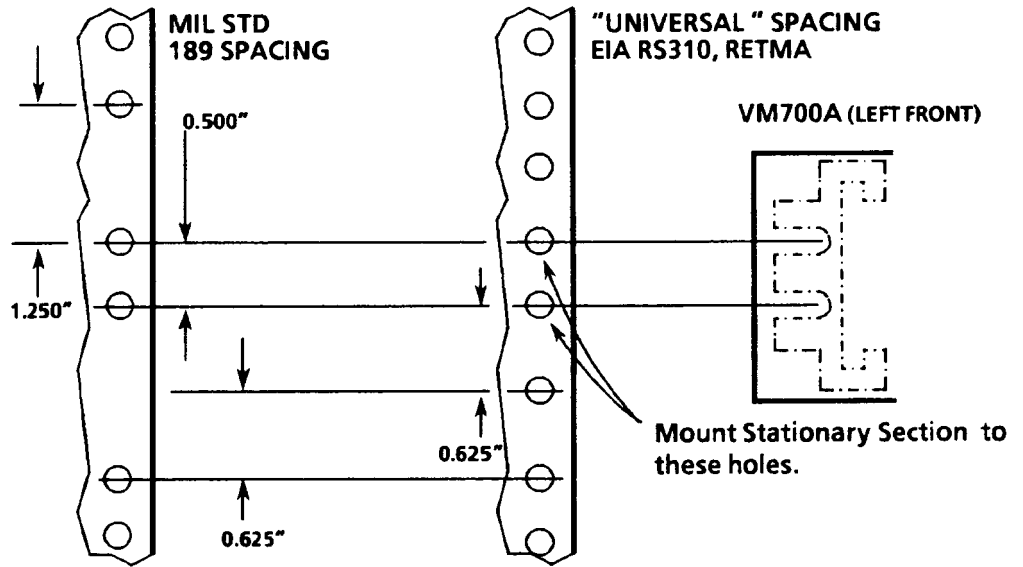 MIL STD
189 SPACING
"UNIVERSAL " SPACING
EIA RS310, RETMA
VM700A (LEFT FRONT)
0.500"
1.250"
0.625"
0.625"
Mount Stationary Section to
these holes.